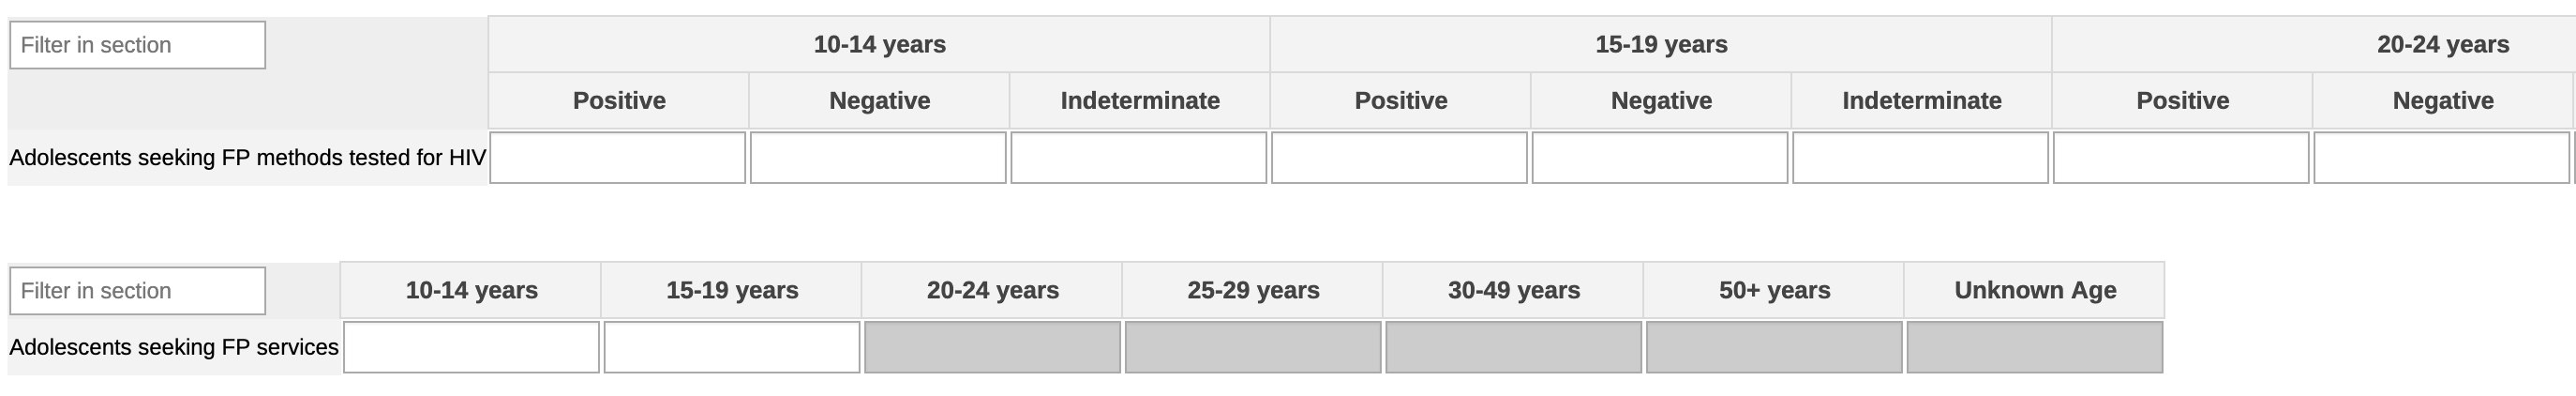 Filter in section
10-14 years 15-19 years 20-24 years
Positive Negative Indeterminate Positive Negative Indeterminate Positive Negative
Adolescents seeking FP methods tested for HIV
Filter in section 10-14 years 15-19 years 20-24 years 25-29 years 30-49 years 50+ years Unknown Age
Adolescents seeking FP services